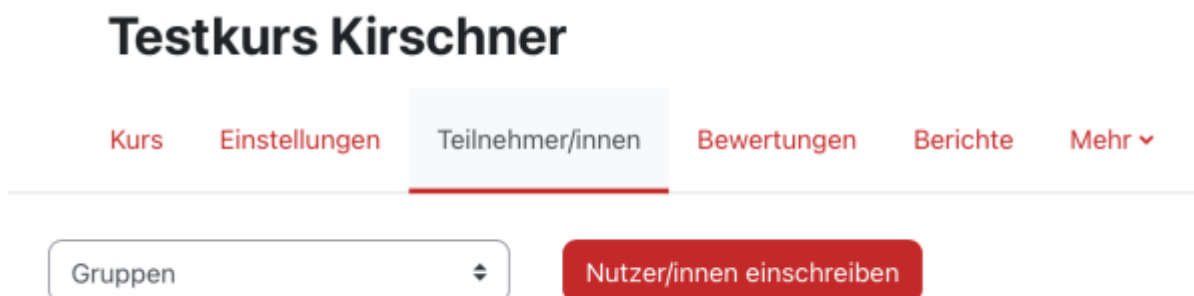 Testkurs Kirschner
Kurs Einstellungen Teilnehmer/innen Bewertungen Berichte Mehr
Gruppen Nutzer/innen einschreiben